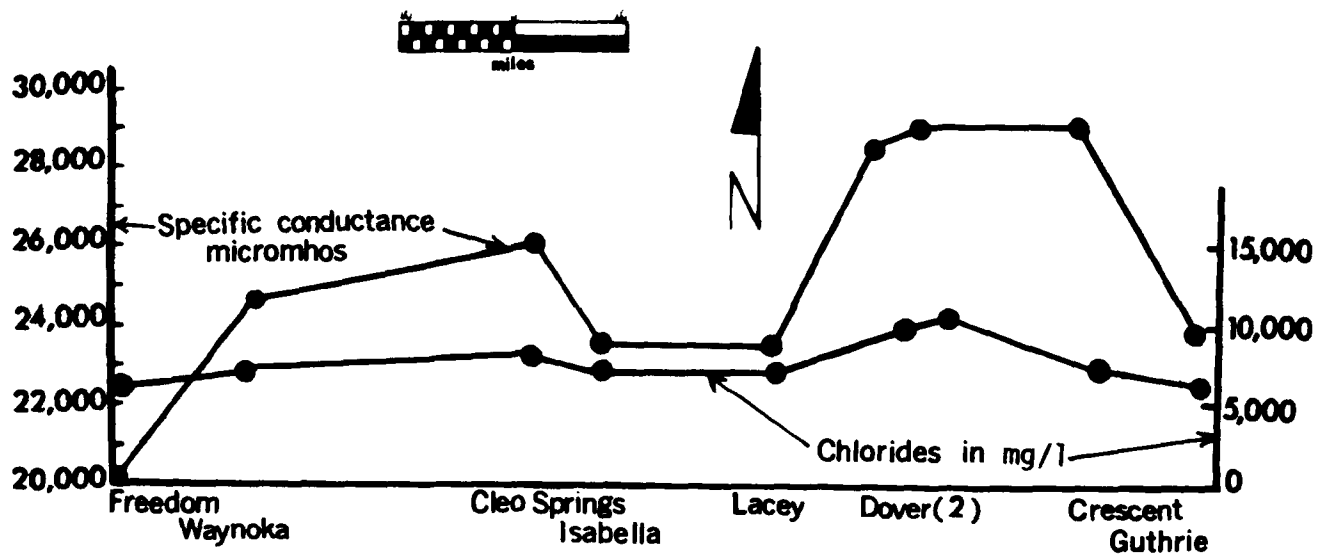 miles
30,000
28,000
26,000
24,000
22,000
20,000
Specific conductance
micromhos
N
15,000
10,000
5,000
0
Chlorides in mg/l
Freedom
Waynoka
Cleo Springs
Isabella
Lacey
Dover(2)
Crescent
Guthrie